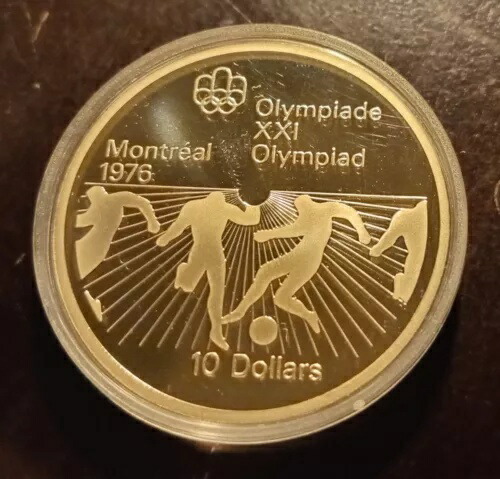 Olympiade
XXI
Montréal Olympiad
1976
10 Dollars